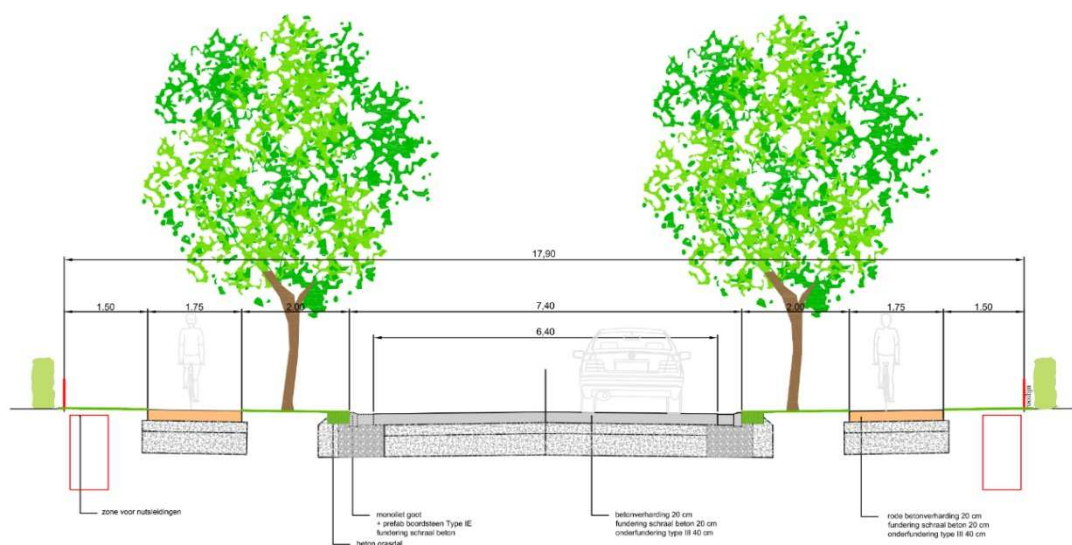 17,90
1.50
1.75
2.00
7,40
2.00
1.75
1.50
6,40
rooilijn
zone voor nutsleidingen
monoliet goot
+ prefab boordsteen Type IE
fundering schraal beton
beton grasdal
betonverharding 20 cm
fundering schraal beton 20 cm
onderfundering type III 40 cm
rode betonverharding 20 cm
fundering schraal beton 20 cm
onderfundering type III 40 cm